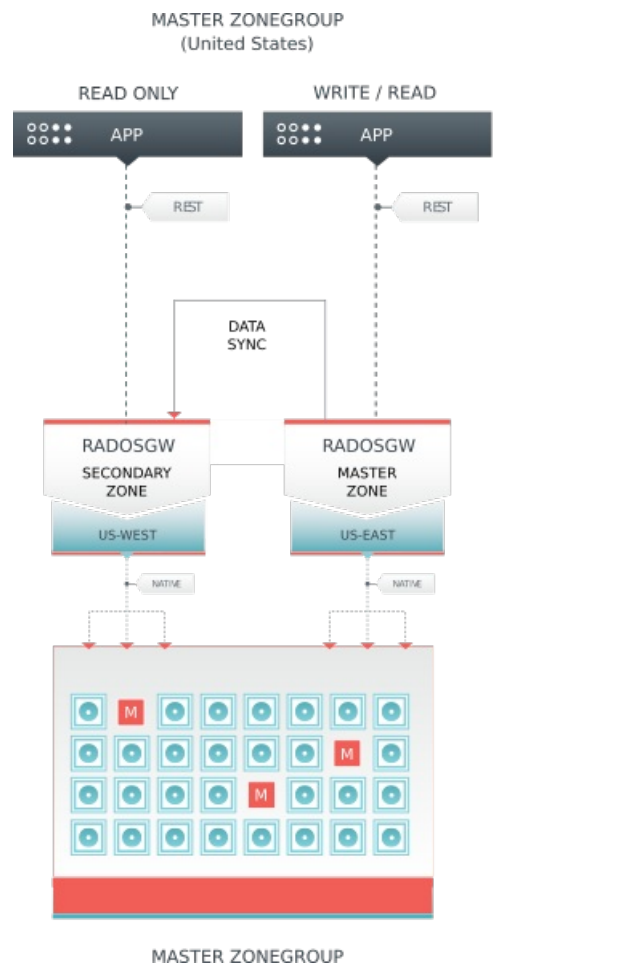 MASTER ZONEGROUP
(United States)
READ ONLY
WRITE / READ
APP
APP
REST
REST
DATA
SYNC
RADOSGW
SECONDARY
ZONE
US-WEST
RADOSGW
MASTER
ZONE
US-EAST
NATIVE
NATIVE
M
M
M
MASTER ZONEGROUP